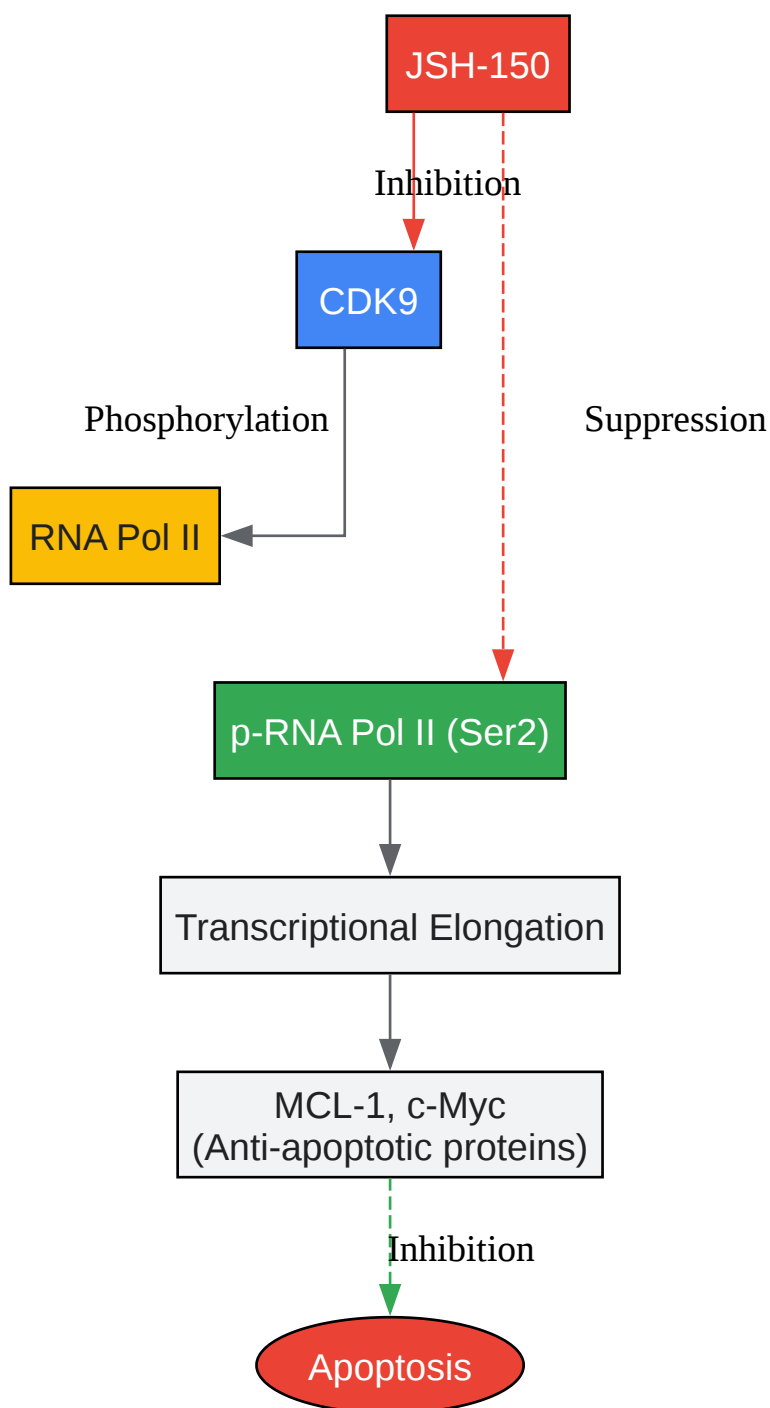 JSH-150
Inhibition
CDK9
Phosphorylation
Suppression
RNA Pol II
p-RNA Pol II (Ser2)
Transcriptional Elongation
MCL-1, c-Myc
(Anti-apoptotic proteins)
Inhibition
Apoptosis